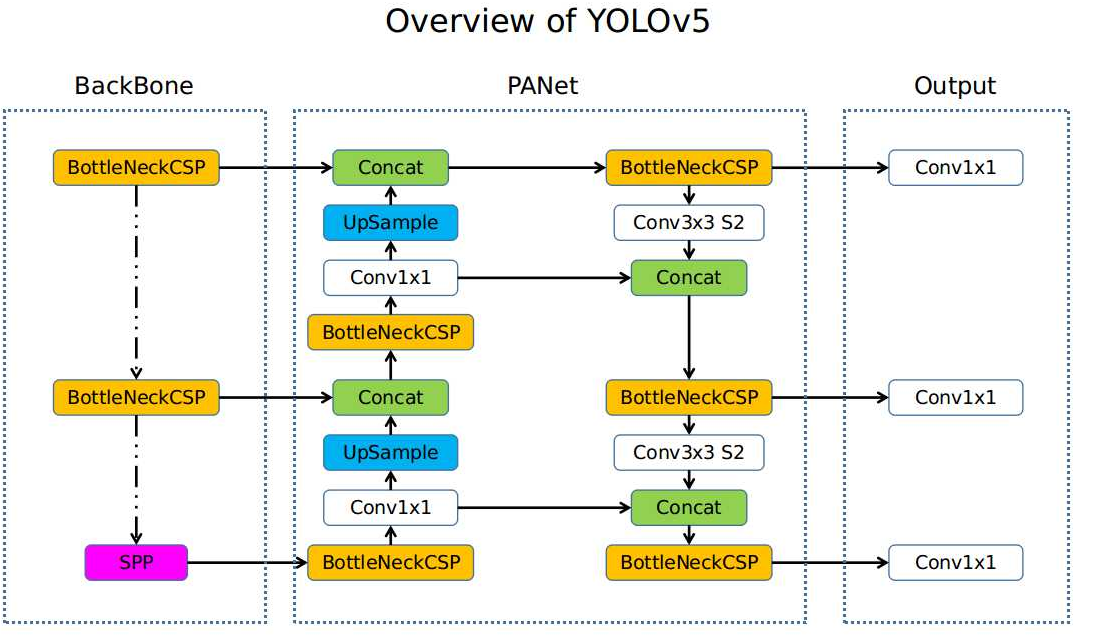 Overview of YOLOv5
BackBone
PANet
Output
BottleNeckCSP
Concat
BottleNeckCSP
Conv1x1
UpSample
Conv3x3 S2
Conv1x1
Concat
BottleNeckCSP
BottleNeckCSP
Concat
BottleNeckCSP
Conv1x1
UpSample
Conv3x3 S2
Conv1x1
Concat
SPP
BottleNeckCSP
BottleNeckCSP
Conv1x1